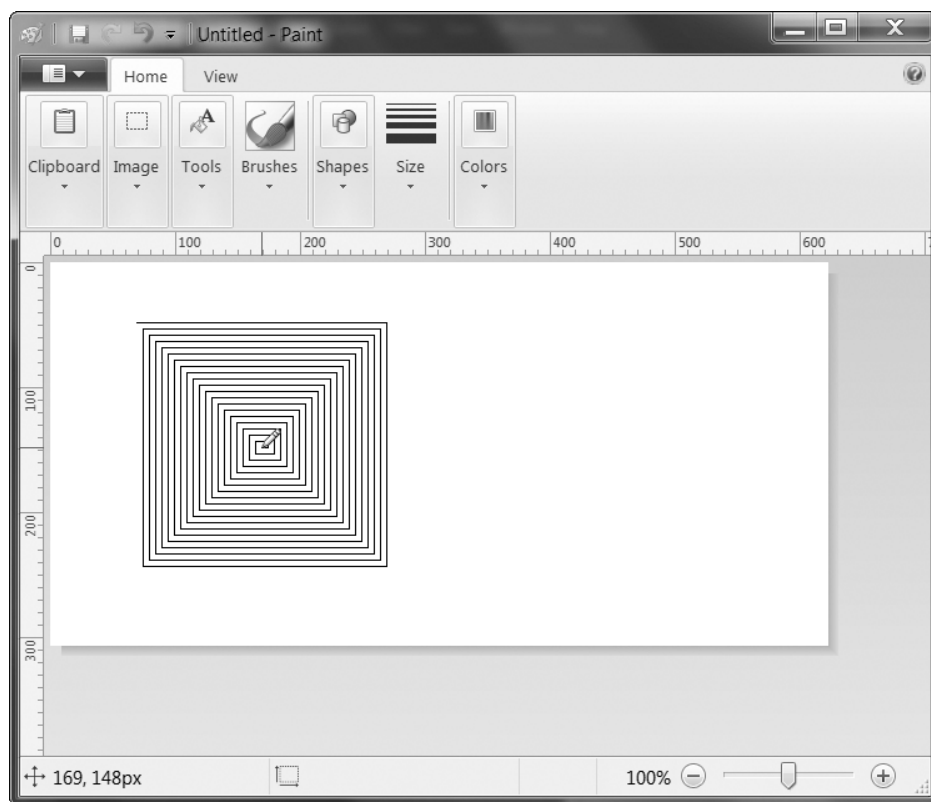 Untitled - Paint
Home View
A
Clipboard Image Tools Brushes Shapes Size Colors
0 100 200 300 400 500 600 7
0
100
200
300
169, 148px 100%